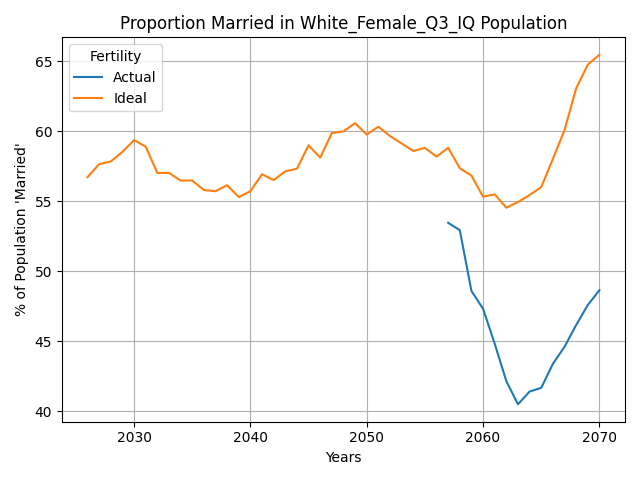 Proportion Married in White_Female_Q3_IQ Population
Fertility
Actual
Ideal
% of Population 'Married'
65
60
55
50
45
40
2030 2040 2050 2060 2070
Years